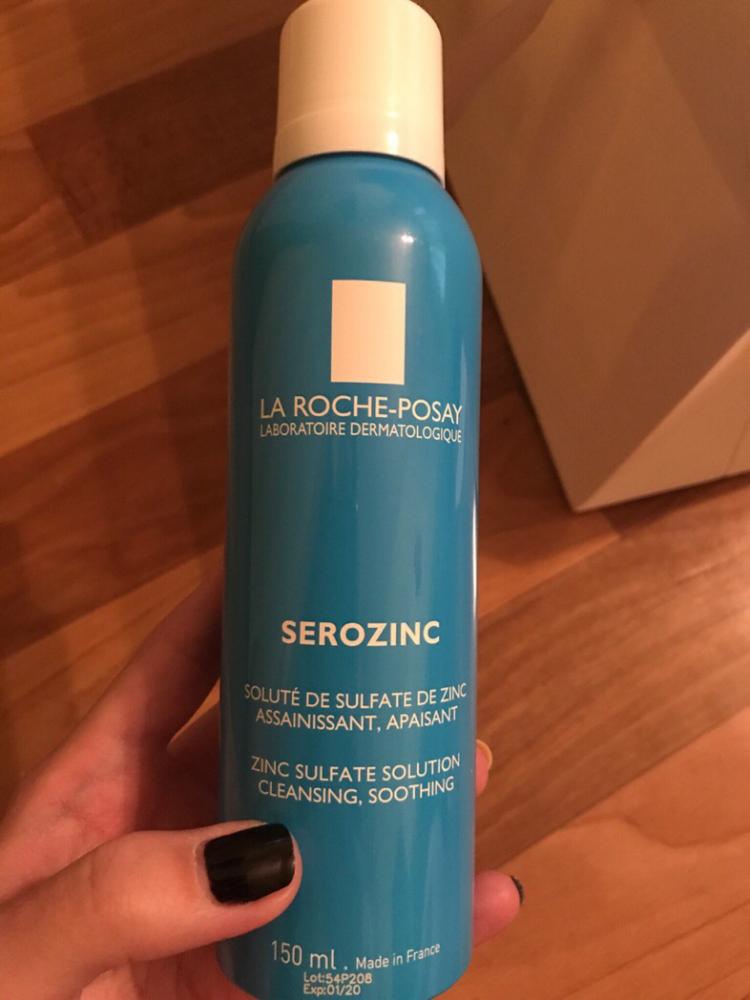 LA ROCHE-POSAY
LABORATOIRE DERMATOLOGIQUE
SEROZINC
SOLUTÉ DE SULFATE DE ZINC
ASSAINISSANT, APAISANT
ZINC SULFATE SOLUTION
CLEANSING, SOOTHING
150 ml . Made in France
Lot:54P208
Exp:01/20